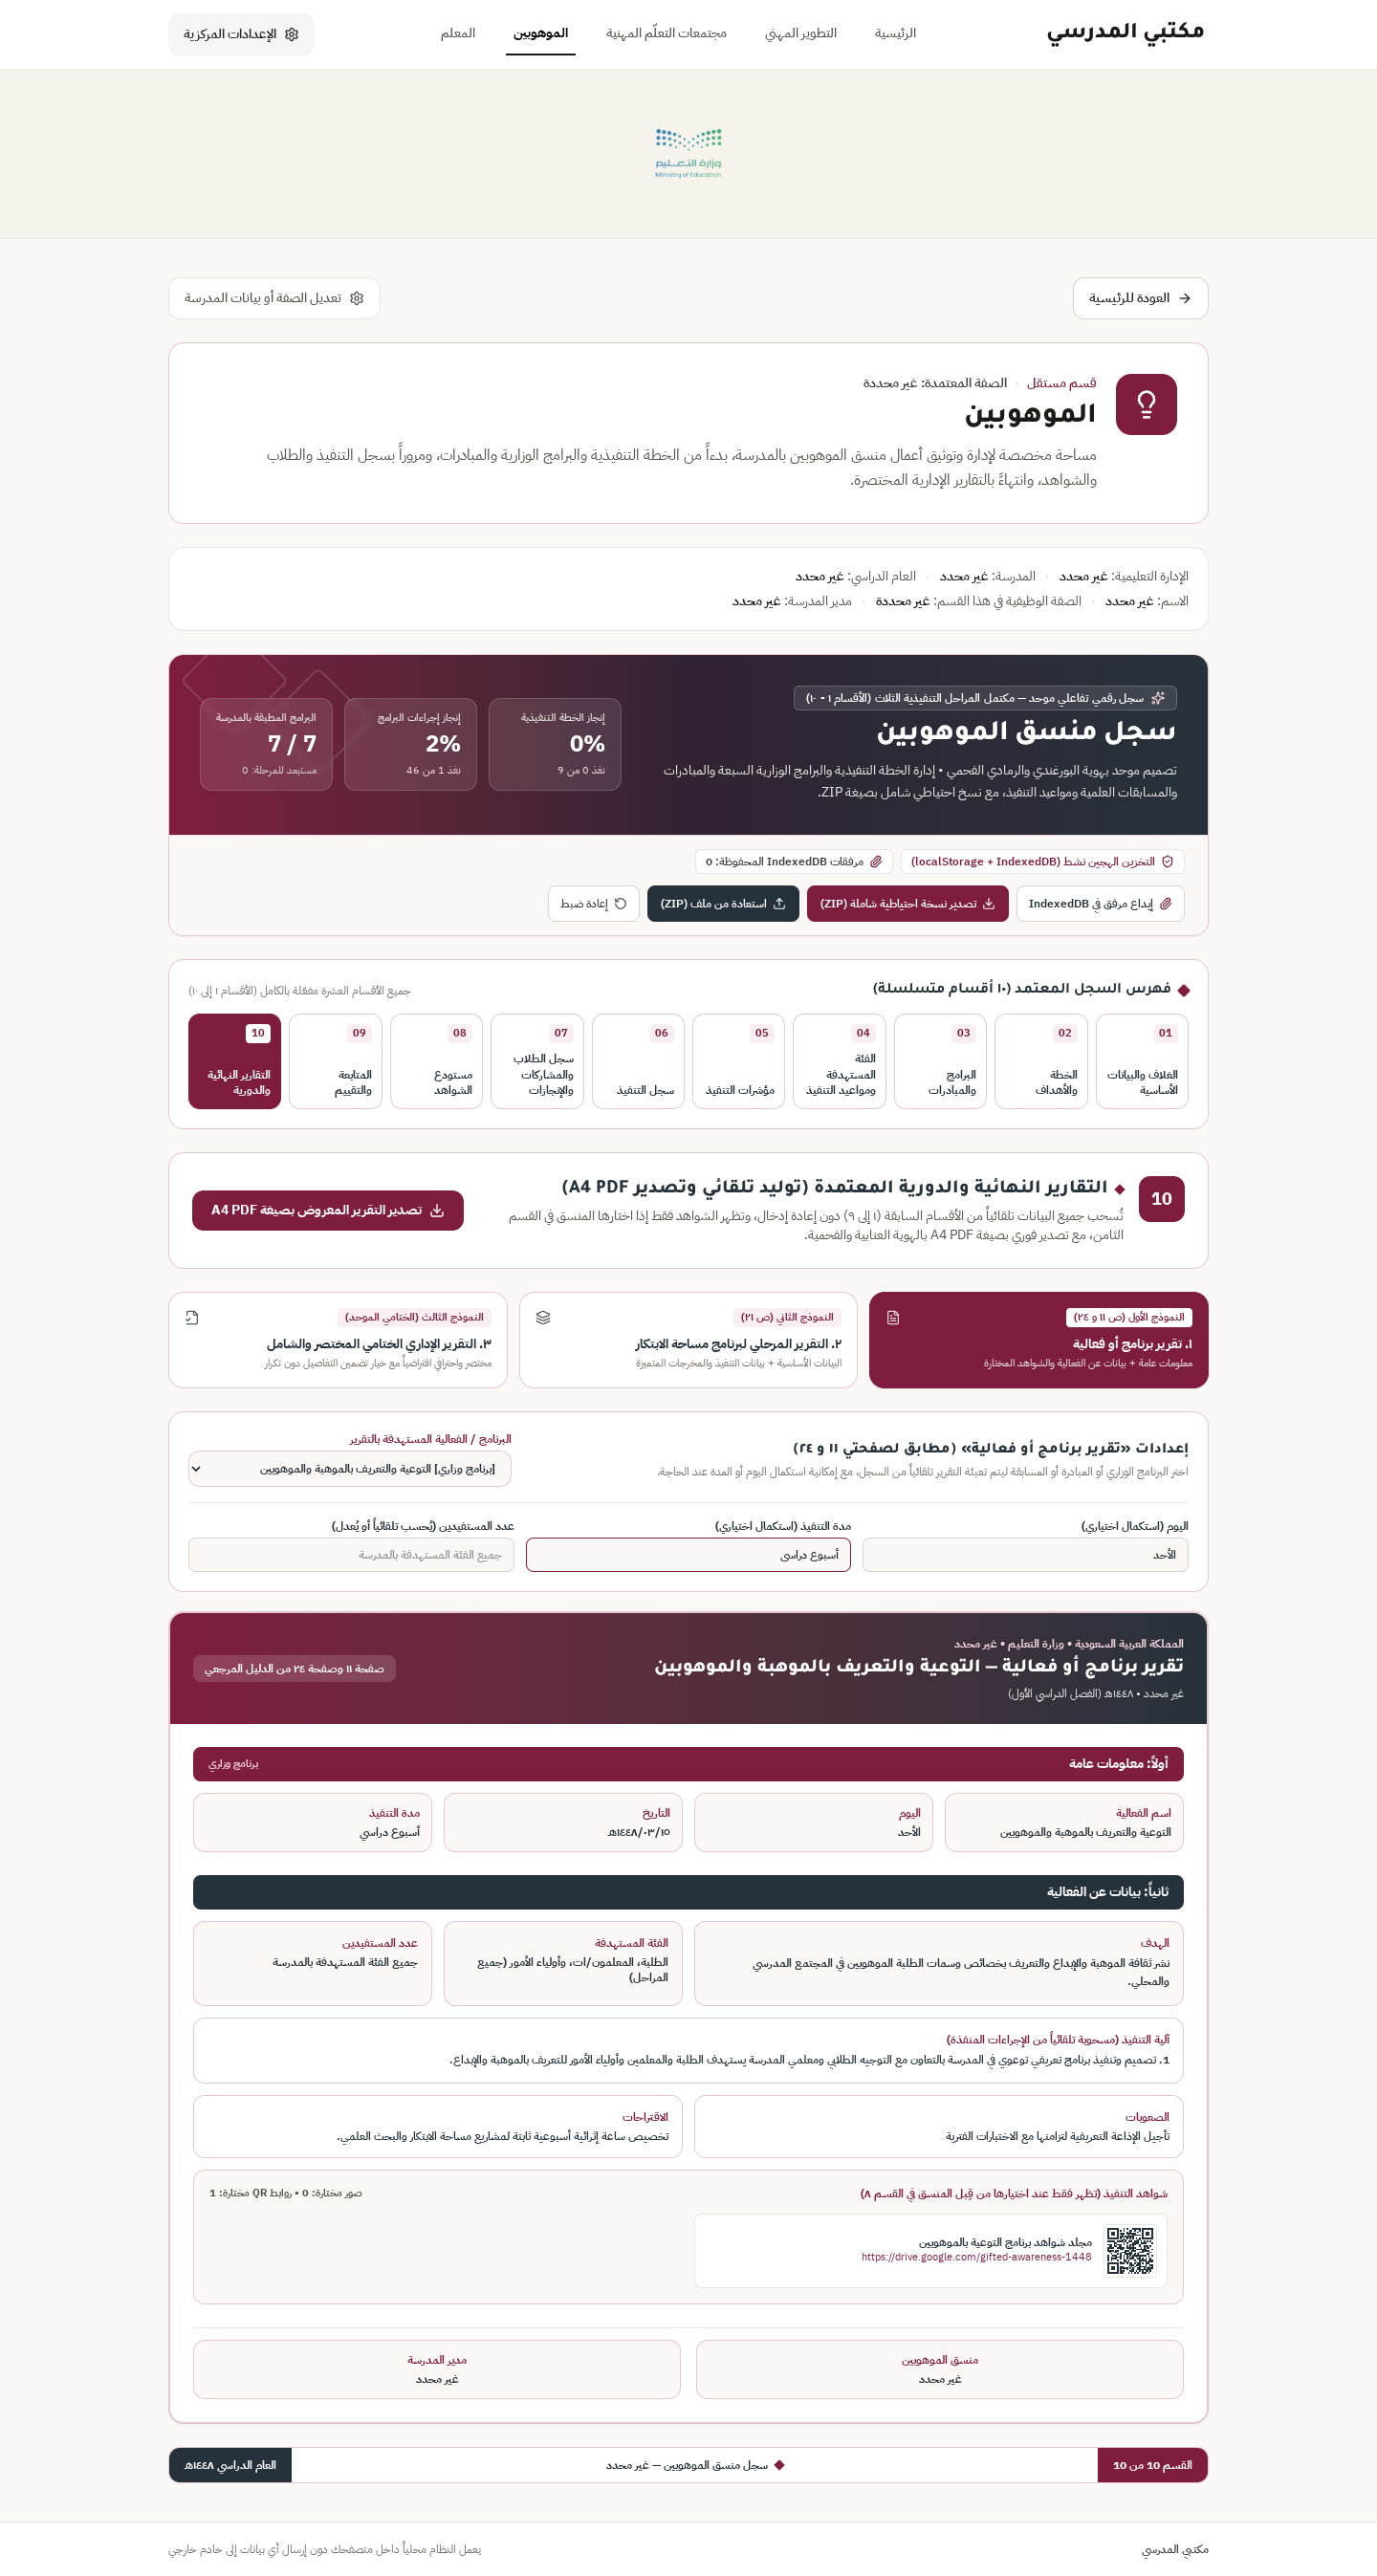 مكتبي المدرسي
الرئيسية
التطوير المهني
مجتمعات التعلّم المهنية
الموهوبين
المعلم
الإعدادات المركزية
وزارة التعـــليم
Ministry of Education
العودة للرئيسية
تعديل الصفة أو بيانات المدرسة
قسم مستقل · الصفة المعتمدة: غير محددة
الموهوبين
مساحة مخصصة لإدارة وتوثيق أعمال منسق الموهوبين بالمدرسة، بدءاً من الخطة التنفيذية والبرامج الوزارية والمبادرات، ومروراً بسجل التنفيذ والطلاب
والشواهد، وانتهاءً بالتقارير الإدارية المختصرة.
الإدارة التعليمية: غير محدد · المدرسة: غير محدد · العام الدراسي: غير محدد
الاسم: غير محدد · الصفة الوظيفية في هذا القسم: غير محددة · مدير المدرسة: غير محدد
سجل رقمي تفاعلي موحد — مكتمل المراحل التنفيذية الثلاث (الأقسام ١ - ١٠)
سجل منسق الموهوبين
تصميم موحد بهوية البورغندي والرمادي الفحمي • إدارة الخطة التنفيذية والبرامج الوزارية السبعة والمبادرات
والمسابقات العلمية ومواعيد التنفيذ، مع نسخ احتياطي شامل بصيغة ZIP.
إنجاز الخطة التنفيذية
0%
نفذ 0 من 9
إنجاز إجراءات البرامج
2%
نفذ 1 من 46
البرامج المطبقة بالمدرسة
7 / 7
مستبعد للمرحلة: 0
التخزين الهجين نشط (localStorage + IndexedDB)
مرفقات IndexedDB المحفوظة: 0
إيداع مرفق في IndexedDB
تصدير نسخة احتياطية شاملة (ZIP)
استعادة من ملف (ZIP)
إعادة ضبط
فهرس السجل المعتمد (١٠ أقسام متسلسلة)
جميع الأقسام العشرة مفعّلة بالكامل (الأقسام ١ إلى ١٠)
01
الغلاف والبيانات
الأساسية
02
الخطة
والأهداف
03
البرامج
والمبادرات
04
الفئة
المستهدفة
ومواعيد التنفيذ
05
مؤشرات التنفيذ
06
سجل التنفيذ
07
سجل الطلاب
والمشاركات
والإنجازات
08
مستودع
الشواهد
09
المتابعة
والتقييم
10
التقارير النهائية
والدورية
10
التقارير النهائية والدورية المعتمدة (توليد تلقائي وتصدير A4 PDF)
تُسحب جميع البيانات تلقائياً من الأقسام السابقة (١ إلى ٩) دون إعادة إدخال، وتظهر الشواهد فقط إذا اختارها المنسق في القسم
الثامن، مع تصدير فوري بصيغة A4 PDF بالهوية العنابية والفحمية.
تصدير التقرير المعروض بصيغة A4 PDF
النموذج الأول (ص ١١ و ٢٤)
١. تقرير برنامج أو فعالية
معلومات عامة + بيانات عن الفعالية والشواهد المختارة
النموذج الثاني (ص ٢١)
٢. التقرير المرحلي لبرنامج مساحة الابتكار
البيانات الأساسية + بيانات التنفيذ والمخرجات المتميزة
النموذج الثالث (الختامي الموحد)
٣. التقرير الإداري الختامي المختصر والشامل
مختصر واحترافي افتراضياً مع خيار تضمين التفاصيل دون تكرار
إعدادات «تقرير برنامج أو فعالية» (مطابق لصفحتي ١١ و ٢٤)
اختر البرنامج الوزاري أو المبادرة أو المسابقة ليتم تعبئة التقرير تلقائياً من السجل، مع إمكانية استكمال اليوم أو المدة عند الحاجة.
البرنامج / الفعالية المستهدفة بالتقرير
[برنامج وزاري] التوعية والتعريف بالموهبة والموهوبين
اليوم (استكمال اختياري)
الأحد
مدة التنفيذ (استكمال اختياري)
أسبوع دراسي
عدد المستفيدين (يُحسب تلقائياً أو يُعدل)
جميع الفئة المستهدفة بالمدرسة
المملكة العربية السعودية • وزارة التعليم • غير محدد
تقرير برنامج أو فعالية — التوعية والتعريف بالموهبة والموهوبين
غير محدد • ١٤٤٨هـ (الفصل الدراسي الأول)
صفحة ١١ وصفحة ٢٤ من الدليل المرجعي
أولاً: معلومات عامة
برنامج وزاري
اسم الفعالية
التوعية والتعريف بالموهبة والموهوبين
اليوم
الأحد
التاريخ
١٤٤٨/٠٣/١٥هـ
مدة التنفيذ
أسبوع دراسي
ثانياً: بيانات عن الفعالية
الهدف
نشر ثقافة الموهبة والإبداع والتعريف بخصائص وسمات الطلبة الموهوبين في المجتمع المدرسي
والمحلي.
الفئة المستهدفة
الطلبة، المعلمون/ات، وأولياء الأمور (جميع
المراحل)
عدد المستفيدين
جميع الفئة المستهدفة بالمدرسة
آلية التنفيذ (مسحوبة تلقائياً من الإجراءات المنفذة)
1. تصميم وتنفيذ برنامج تعريفي توعوي في المدرسة بالتعاون مع التوجيه الطلابي ومعلمي المدرسة يستهدف الطلبة والمعلمين وأولياء الأمور للتعريف بالموهبة والإبداع.
الصعوبات
تأجيل الإذاعة التعريفية لتزامنها مع الاختبارات الفترية
الاقتراحات
تخصيص ساعة إثرائية أسبوعية ثابتة لمشاريع مساحة الابتكار والبحث العلمي.
شواهد التنفيذ (تظهر فقط عند اختيارها من قِبل المنسق في القسم ٨)
صور مختارة: 0 • روابط QR مختارة: 1
مجلد شواهد برنامج التوعية بالموهوبين
https://drive.google.com/gifted-awareness-1448
منسق الموهوبين
غير محدد
مدير المدرسة
غير محدد
القسم 10 من 10
سجل منسق الموهوبين — غير محدد
العام الدراسي ١٤٤٨هـ
مكتبي المدرسي
يعمل النظام محلياً داخل متصفحك دون إرسال أي بيانات إلى خادم خارجي